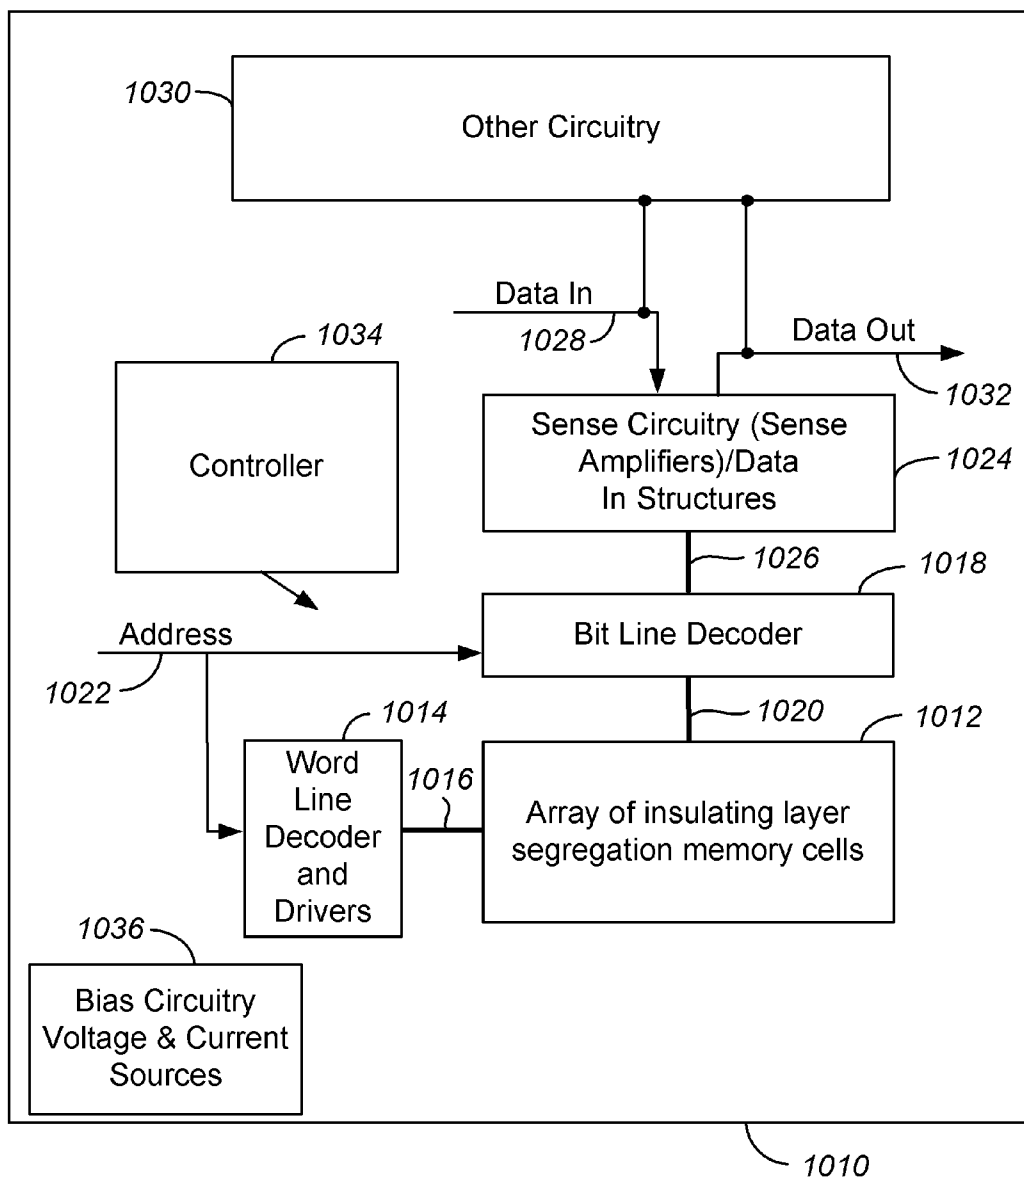 1030
Other Circuitry
Data In
1028
Data Out
1032
1034
Controller
Sense Circuitry (Sense
Amplifiers)/Data
In Structures
1024
1026
1018
Bit Line Decoder
Address
1022
1020
1014
1012
Word
Line
Decoder
and
Drivers
1016
Array of insulating layer
segregation memory cells
1036
Bias Circuitry
Voltage & Current
Sources
1010